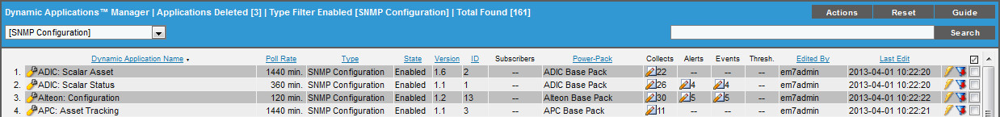 Dynamic Applications™ Manager | Applications Deleted [3] | Type Filter Enabled [SNMP Configuration] | Total Found [161] Actions Reset Guide
[SNMP Configuration] Search
Dynamic Application Name Poll Rate Type State Version ID Subscribers Power-Pack Collects Alerts Events Thresh. Edited By Last Edit
1. ADIC: Scalar Asset 1440 min. SNMP Configuration Enabled 1.6 2 -- ADIC Base Pack 22 -- -- -- em7admin 2013-04-01 10:22:20
2. ADIC: Scalar Status 360 min. SNMP Configuration Enabled 1.1 1 -- ADIC Base Pack 26 4 4 -- em7admin 2013-04-01 10:22:20
3. Alteon: Configuration 120 min. SNMP Configuration Enabled 1.2 13 -- Alteon Base Pack 30 5 5 -- em7admin 2013-04-01 10:22:22
4. APC: Asset Tracking 1440 min. SNMP Configuration Enabled 1.1 3 -- APC Base Pack 11 -- -- -- em7admin 2013-04-01 10:22:21